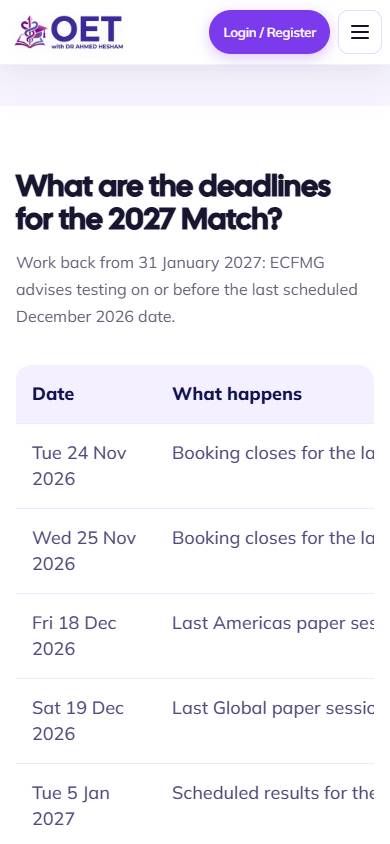 OET
with DR AHMED HESHAM
Login / Register
What are the deadlines
for the 2027 Match?
Work back from 31 January 2027: ECFMG
advises testing on or before the last scheduled
December 2026 date.
Date What happens
Tue 24 Nov Booking closes for the la
2026
Wed 25 Nov Booking closes for the la
2026
Fri 18 Dec Last Americas paper ses
2026
Sat 19 Dec Last Global paper sessio
2026
Tue 5 Jan Scheduled results for the
2027